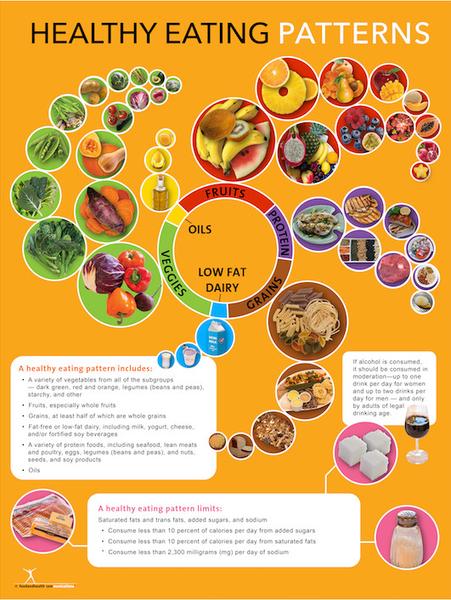 HEALTHY EATING PATTERNS
FRUITS
OILS
PROTEIN
VEGGIES
LOW FAT
DAIRY
GRAINS
A healthy eating pattern includes:
• A variety of vegetables from all of the subgroups
— dark green, red and orange, legumes (beans and peas),
starchy, and other
• Fruits, especially whole fruits
• Grains, at least half of which are whole grains
• Fat-free or low-fat dairy, including milk, yogurt, cheese,
and/or fortified soy beverages
• A variety of protein foods, including seafood, lean meats
and poultry, eggs, legumes (beans and peas), and nuts,
seeds, and soy products
• Oils
If alcohol is consumed,
it should be consumed in
moderation—up to one
drink per day for women
and up to two drinks per
day for men — and only
by adults of legal
drinking age.
A healthy eating pattern limits:
Saturated fats and trans fats, added sugars, and sodium
• Consume less than 10 percent of calories per day from added sugars
• Consume less than 10 percent of calories per day from saturated fats
• Consume less than 2,300 milligrams (mg) per day of sodium